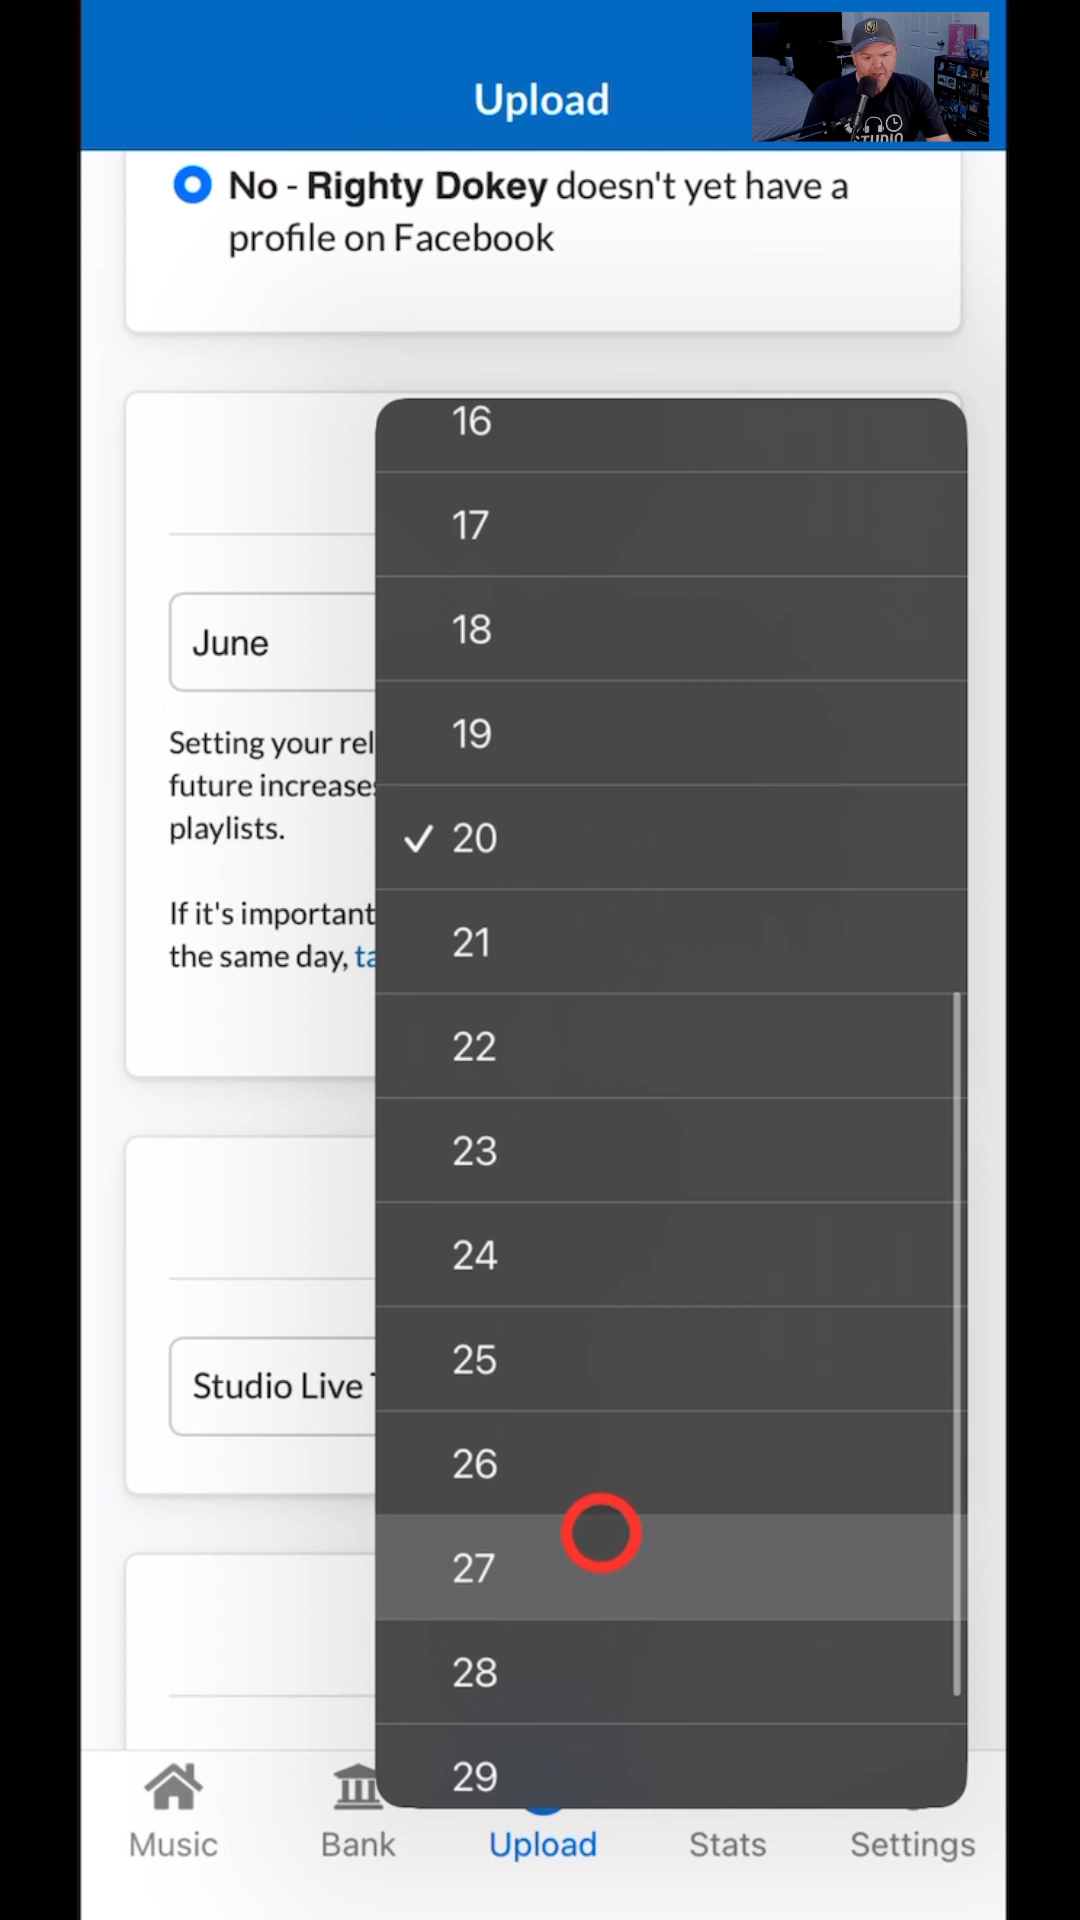 Upload
STUDIO
No - Righty Dokey doesn't yet have a
profile on Facebook
16
17
18
June
19
Setting your rel
future increases
playlists.
20
If it's important
the same day, ta
21
22
23
24
25
Studio Live
26
27
28
29
Music
Bank
Upload
Stats
Settings